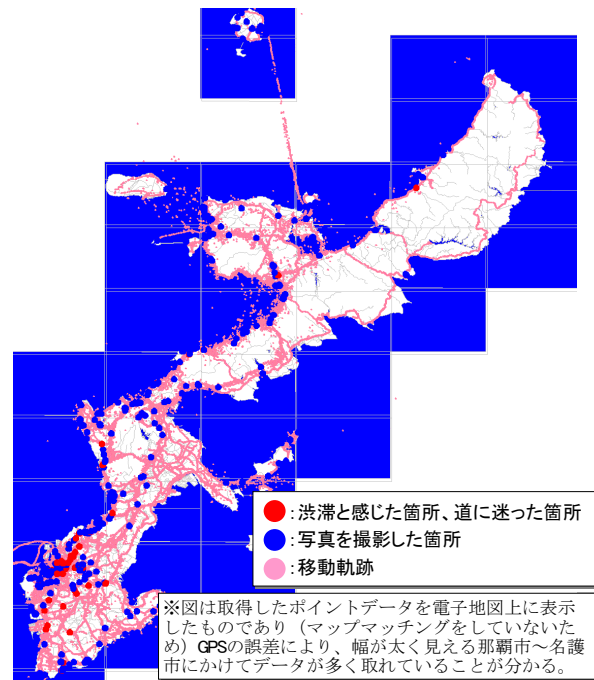 :渋滞と感じた箇所、道に迷った箇所
:写真を撮影した箇所
:移動軌跡
※図は取得したポイントデータを電子地図上に表示
したものであり（マップマッチングをしていないた
め）GPSの誤差により、幅が太く見える那覇市～名護
市にかけてデータが多く取れていることが分かる。